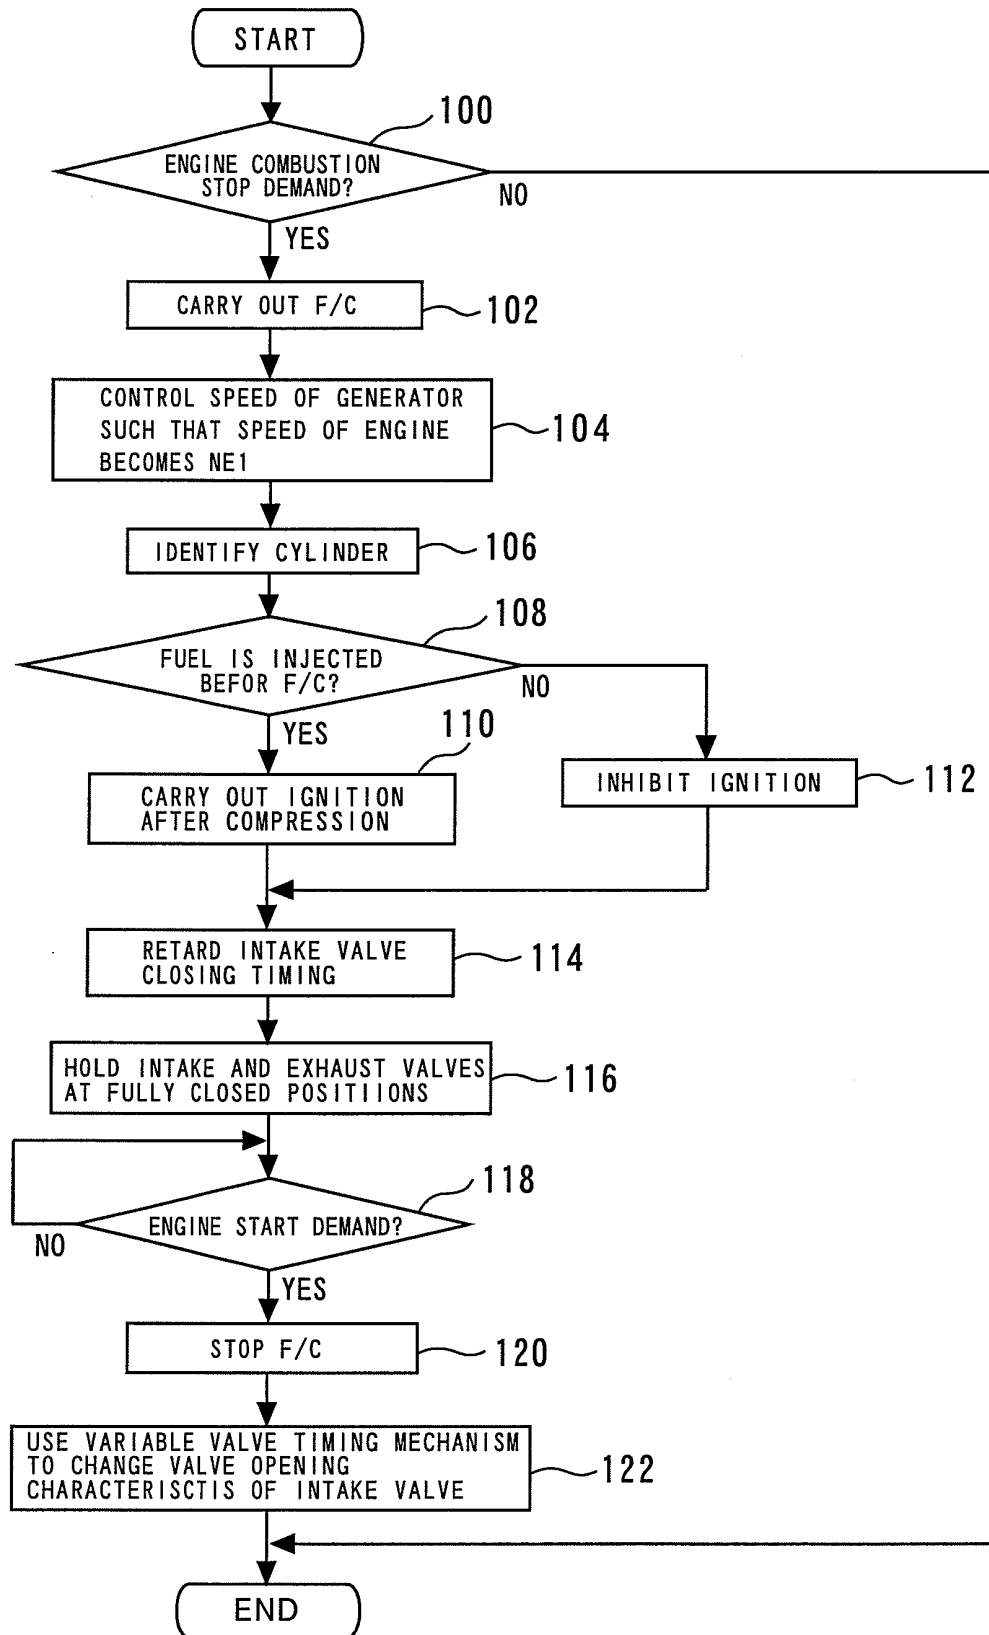 START
100
ENGINE COMBUSTION
STOP DEMAND?
NO
YES
CARRY OUT F/C
102
CONTROL SPEED OF GENERATOR
SUCH THAT SPEED OF ENGINE
BECOMES NE1
104
IDENTIFY CYLINDER
106
108
FUEL IS INJECTED
BEFOR F/C?
NO
YES
110
CARRY OUT IGNITION
AFTER COMPRESSION
INHIBIT IGNITION
112
RETARD INTAKE VALVE
CLOSING TIMING
114
HOLD INTAKE AND EXHAUST VALVES
AT FULLY CLOSED POSITIIONS
116
118
ENGINE START DEMAND?
NO
YES
STOP F/C
120
USE VARIABLE VALVE TIMING MECHANISM
TO CHANGE VALVE OPENING
CHARACTERISCTIS OF INTAKE VALVE
122
END